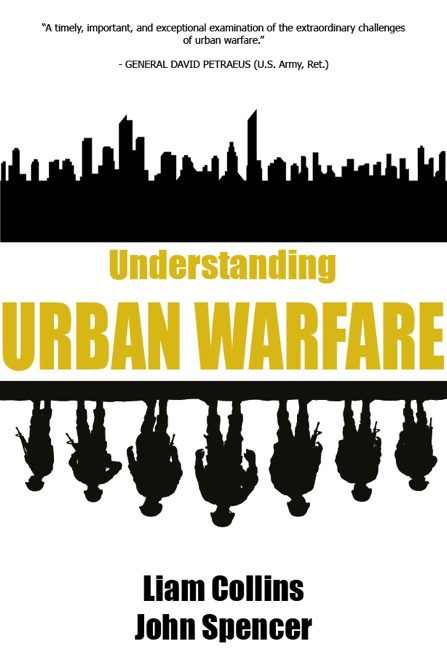 “A timely, important, and exceptional examination of the extraordinary challenges
of urban warfare.”
- GENERAL DAVID PETRAEUS (U.S. Army, Ret.)
Understanding
URBAN WARFARE
Liam Collins
John Spencer